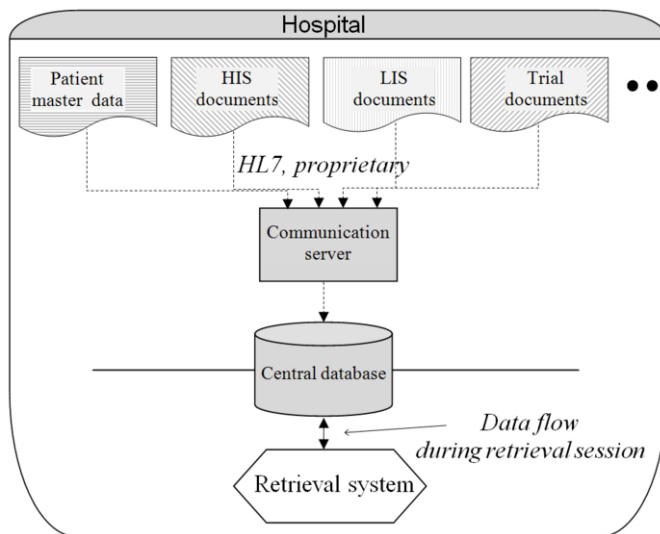 Hospital
Patient
master data
HIS
documents
LIS
documents
Trial
documents
HL7, proprietary
Communication
server
Central database
Data flow
during retrieval session
Retrieval system